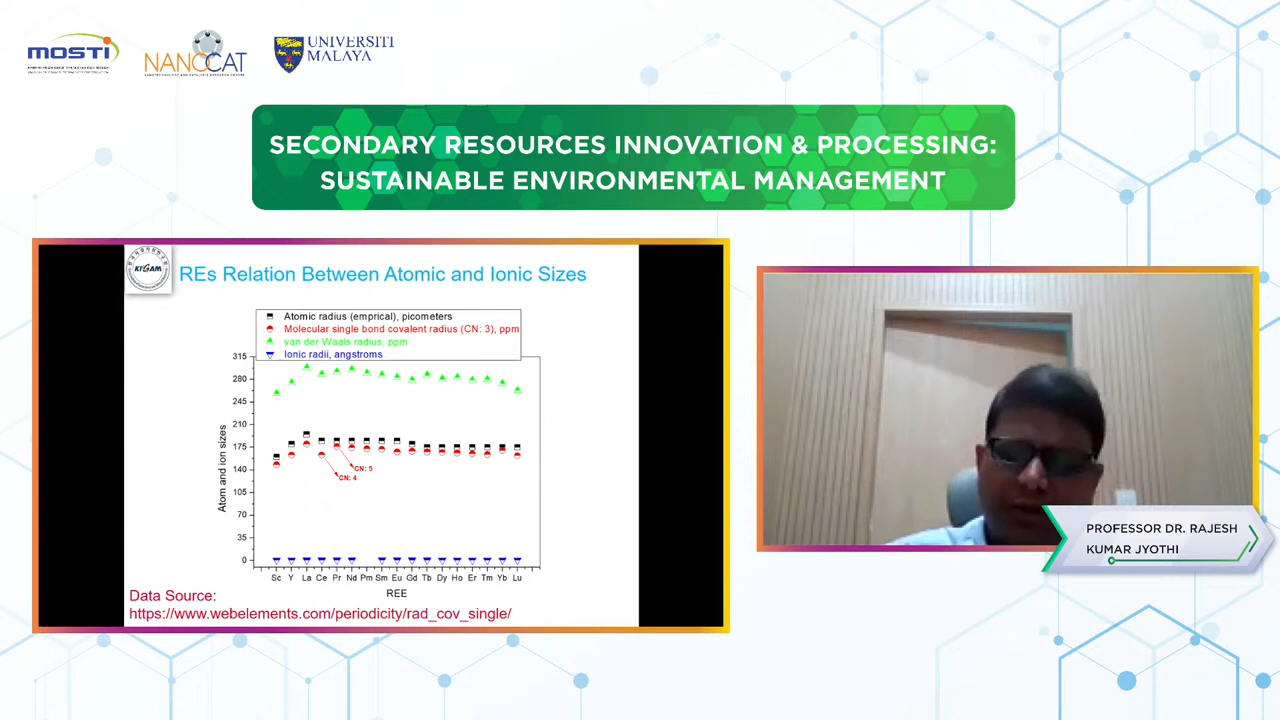 MOSTI
NANOCAT
UNIVERSITI
MALAYA
SECONDARY RESOURCES INNOVATION & PROCESSING:
SUSTAINABLE ENVIRONMENTAL MANAGEMENT
KIGAM
REs Relation Between Atomic and Ionic Sizes
Atomic radius (emprical), picometers
Molecular single bond covalent radius (CN: 3), ppm
van der Waals radius, ppm
Ionic radii, angstroms
315
280
245
210
175
140
105
70
35
0
Atom and ion sizes
CN: 5
CN: 4
Sc Y La Ce Pr Nd Pm Sm Eu Gd Tb Dy Ho Er Tm Yb Lu
REE
Data Source:
https://www.webelements.com/periodicity/rad_cov_single/
PROFESSOR DR. RAJESH
KUMAR JYOTHI